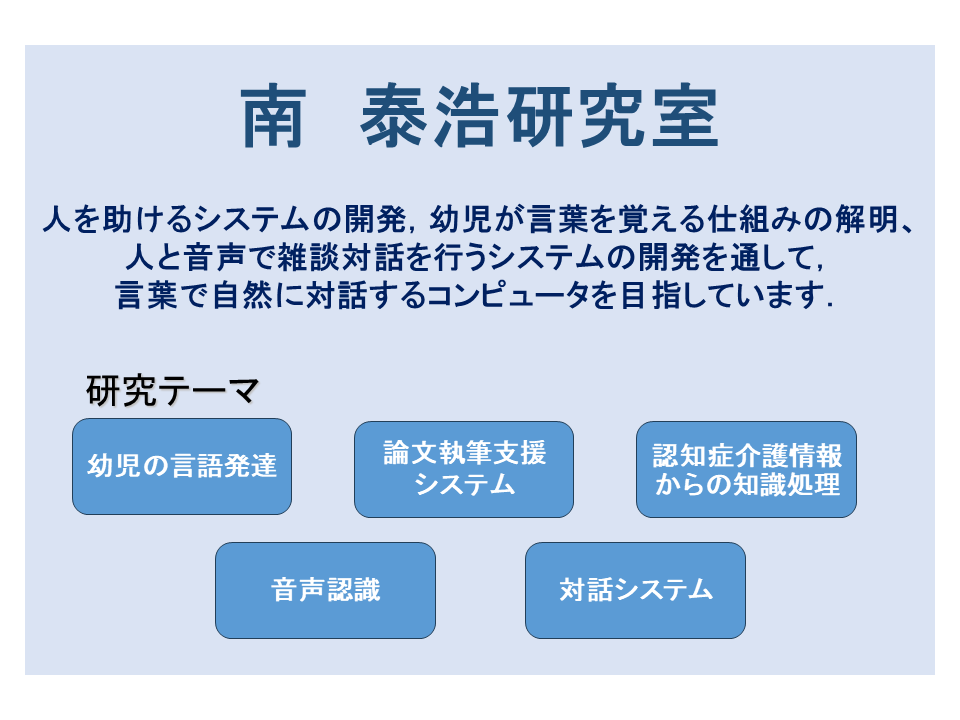 南　泰浩研究室
人を助けるシステムの開発，幼児が言葉を覚える仕組みの解明、
人と音声で雑談対話を行うシステムの開発を通して，
言葉で自然に対話するコンピュータを目指しています．
研究テーマ
幼児の言語発達
論文執筆支援
システム
認知症介護情報
からの知識処理
音声認識
対話システム